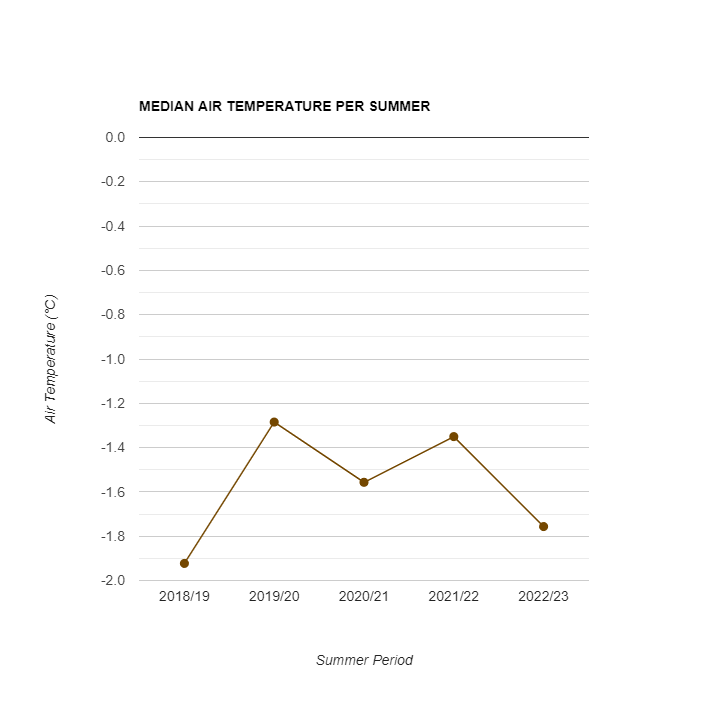 MEDIAN AIR TEMPERATURE PER SUMMER
0.0
-0.2
-0.4
-0.6
-0.8
-1.0
-1.2
-1.4
-1.6
-1.8
-2.0
Air Temperature (°C)
2018/19 2019/20 2020/21 2021/22 2022/23
Summer Period